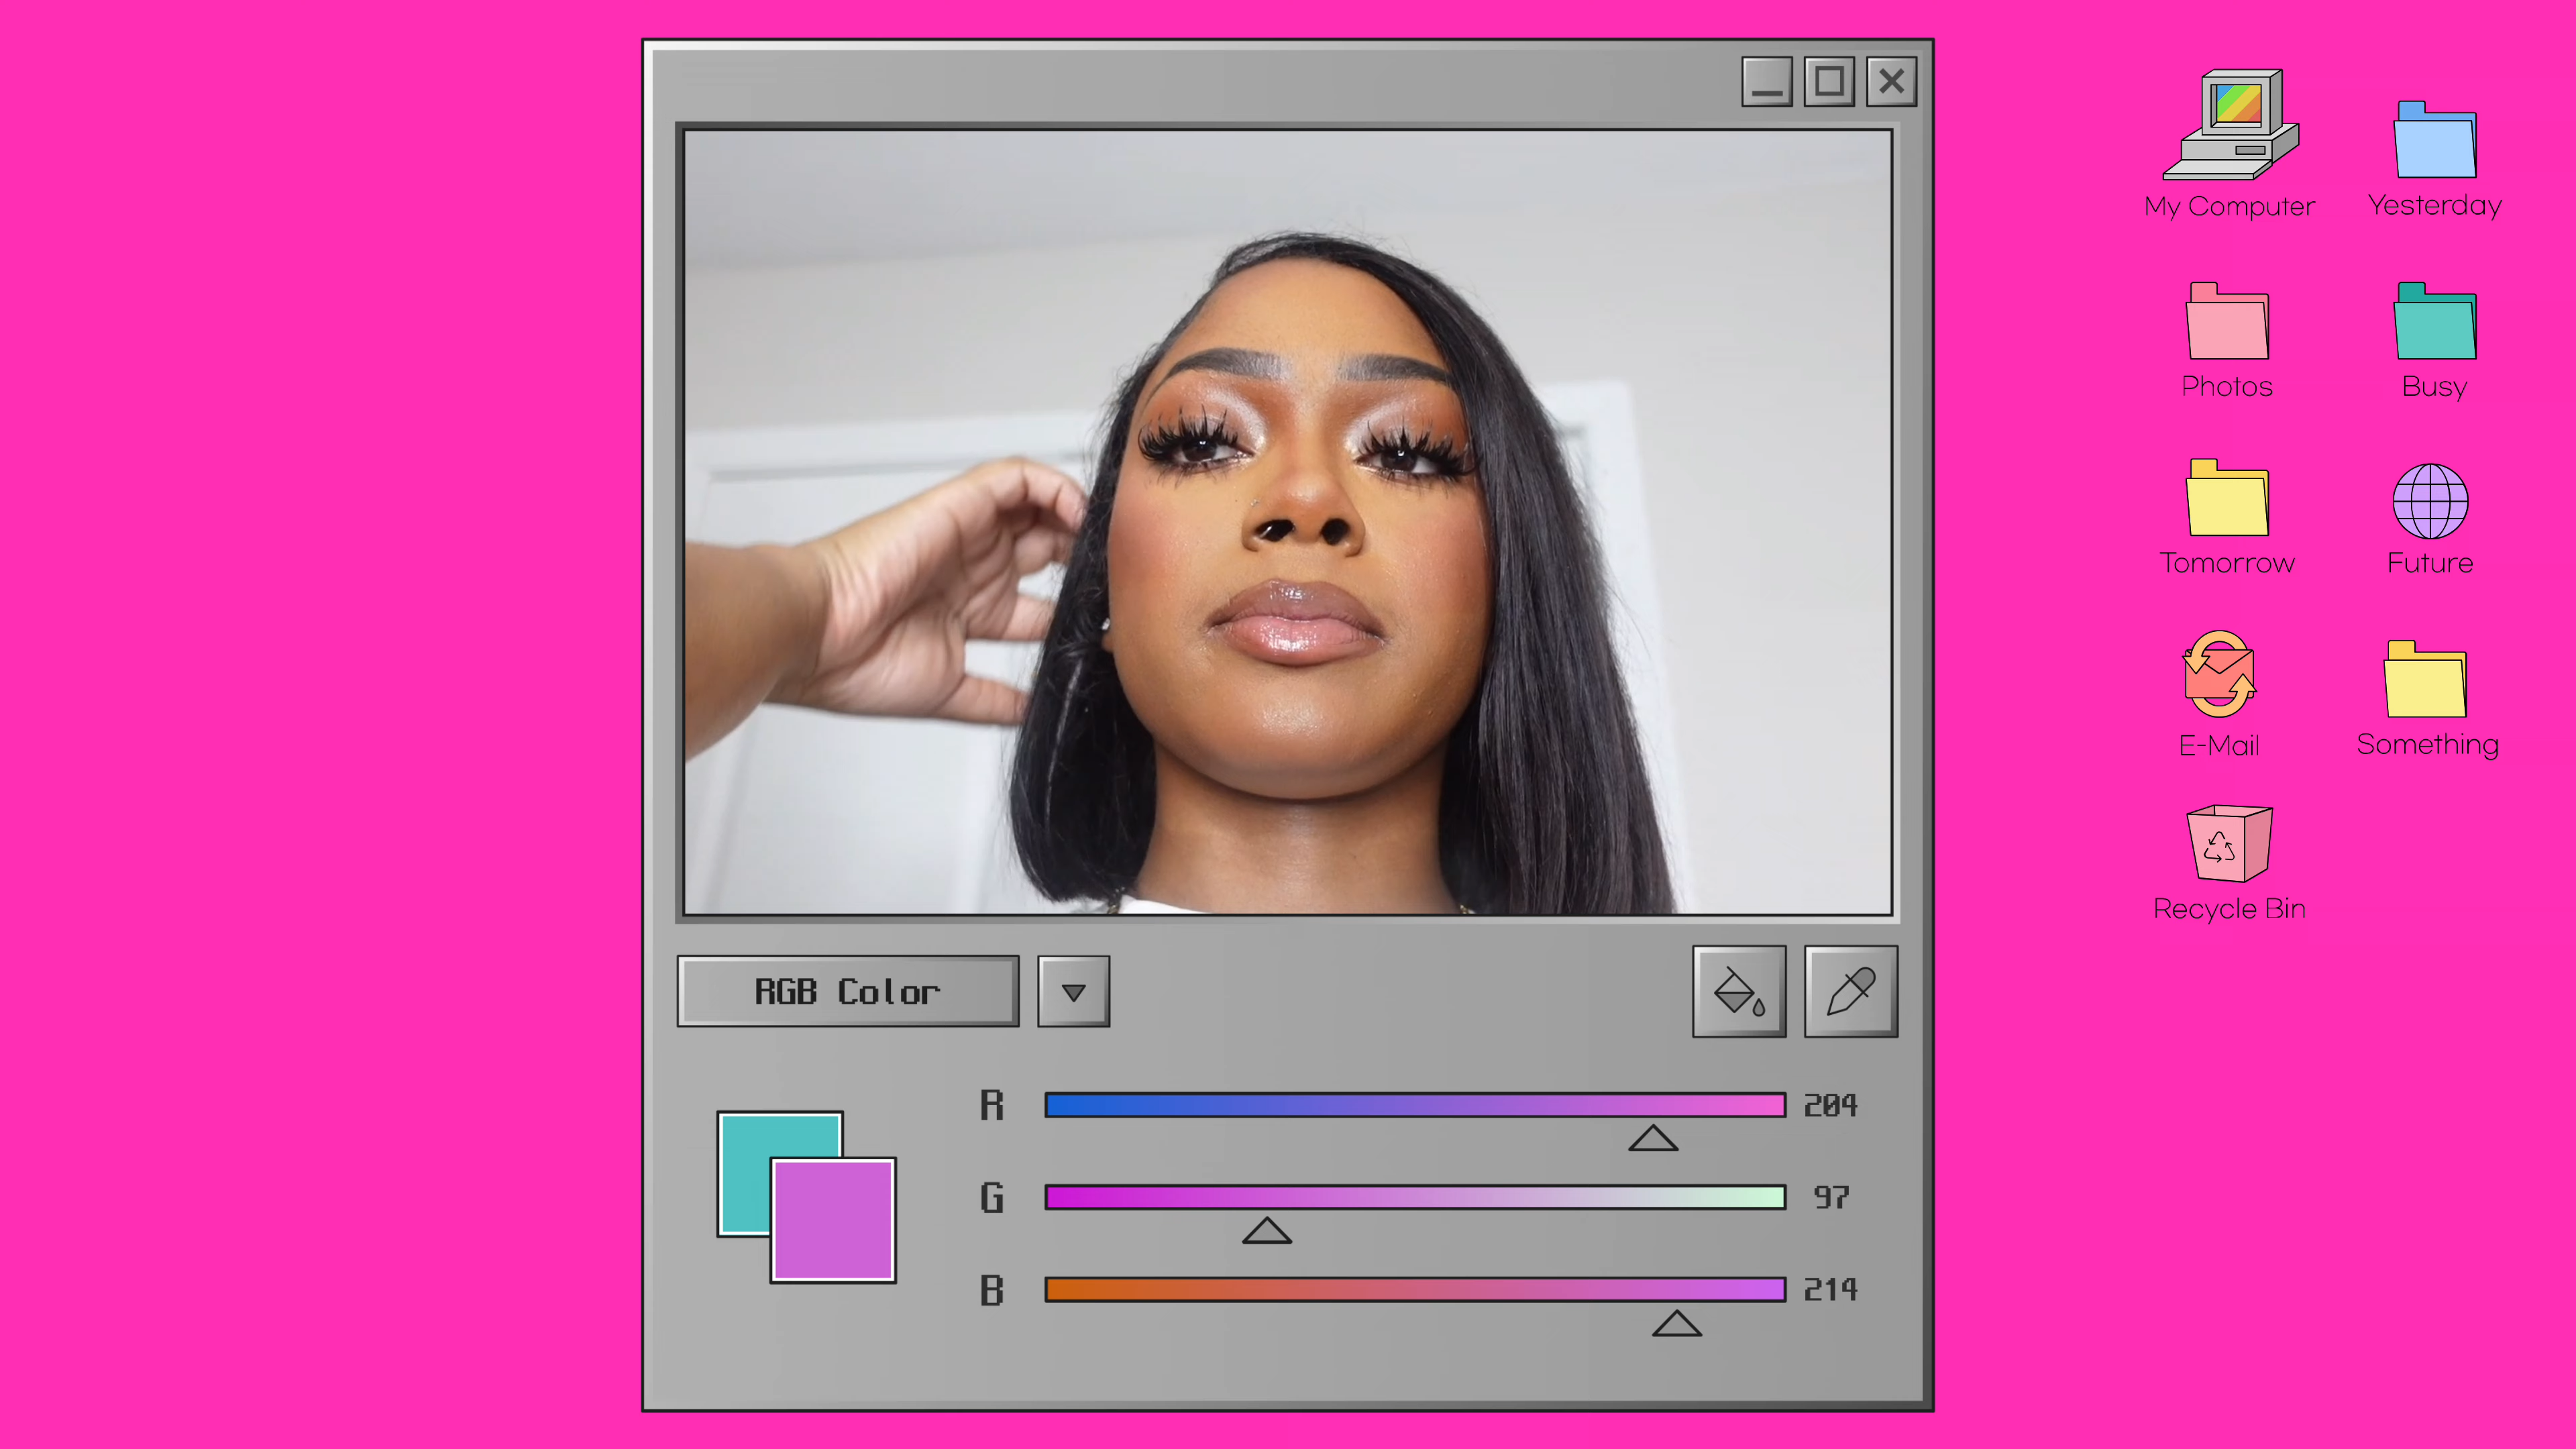 My Computer
Yesterday
Photos
Busy
Tomorrow
Future
E-Mail
Something
Recycle Bin
RGB Color
R
204
G
97
B
214